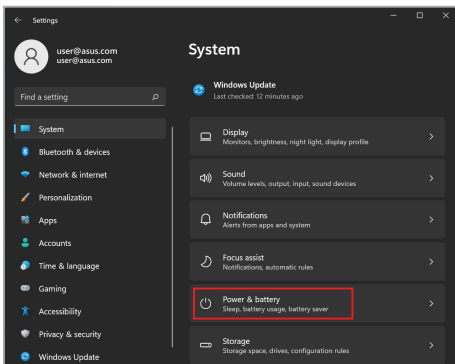 Settings
user@asus.com
user@asus.com
Find a setting
System
Bluetooth & devices
Network & internet
Personalization
Apps
Accounts
Time & language
Gaming
Accessibility
Privacy & security
Windows Update
System
Windows Update
Last checked: 12 minutes ago
Display
Monitors, brightness, night light, display profile
Sound
Volume levels, output, input, sound devices
Notifications
Alerts from apps and system
Focus assist
Notifications, automatic rules
Power & battery
Sleep, battery usage, battery saver
Storage
Storage space, drives, configuration rules